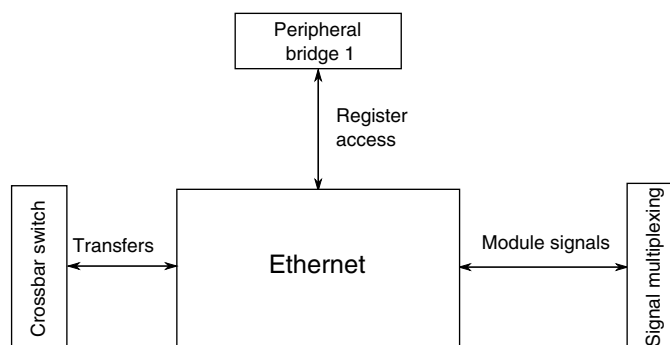 Peripheral
bridge 1
Register
access
Crossbar switch
Transfers
Ethernet
Module signals
Signal multiplexing